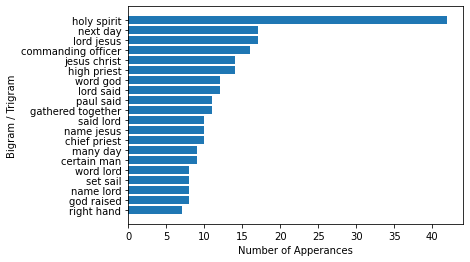 holy spirit
next day
lord jesus
commanding officer
jesus christ
high priest
word god
lord said
paul said
gathered together
said lord
name jesus
chief priest
many day
certain man
word lord
set sail
name lord
god raised
right hand
Bigram / Trigram
0 5 10 15 20 25 30 35 40
Number of Apperances